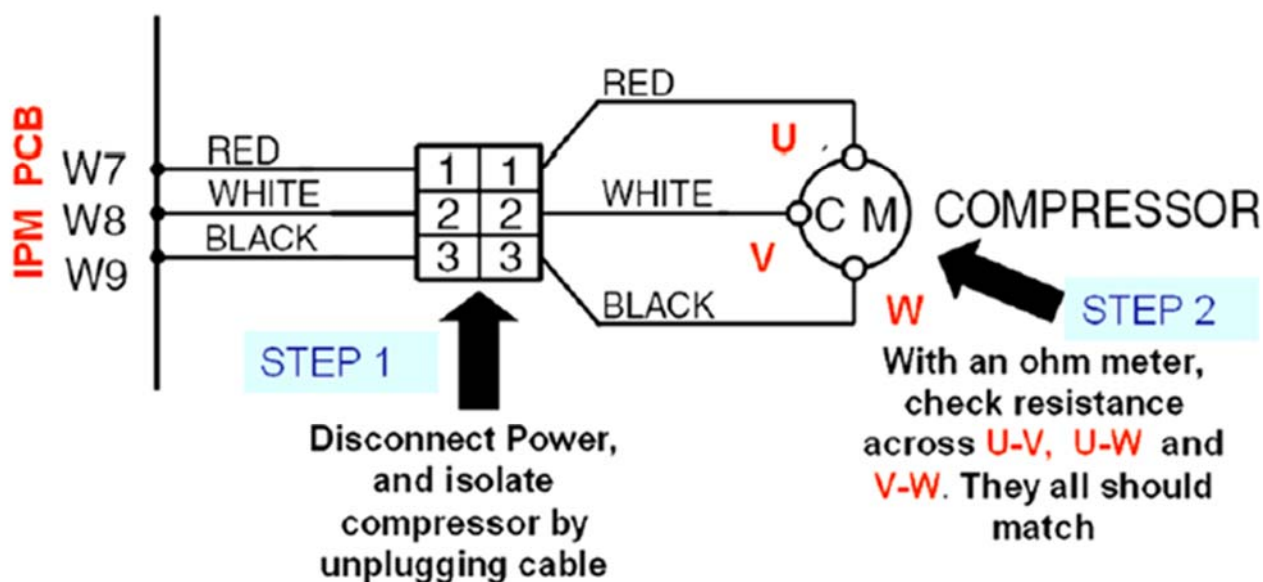 IPM PCB
W7
W8
W9
RED
WHITE
BLACK
1 1
2 2
3 3
RED
WHITE
BLACK
U
V
W
C M
COMPRESSOR
STEP 1
Disconnect Power,
and isolate
compressor by
unplugging cable
STEP 2
With an ohm meter,
check resistance
across U-V, U-W and
V-W. They all should
match